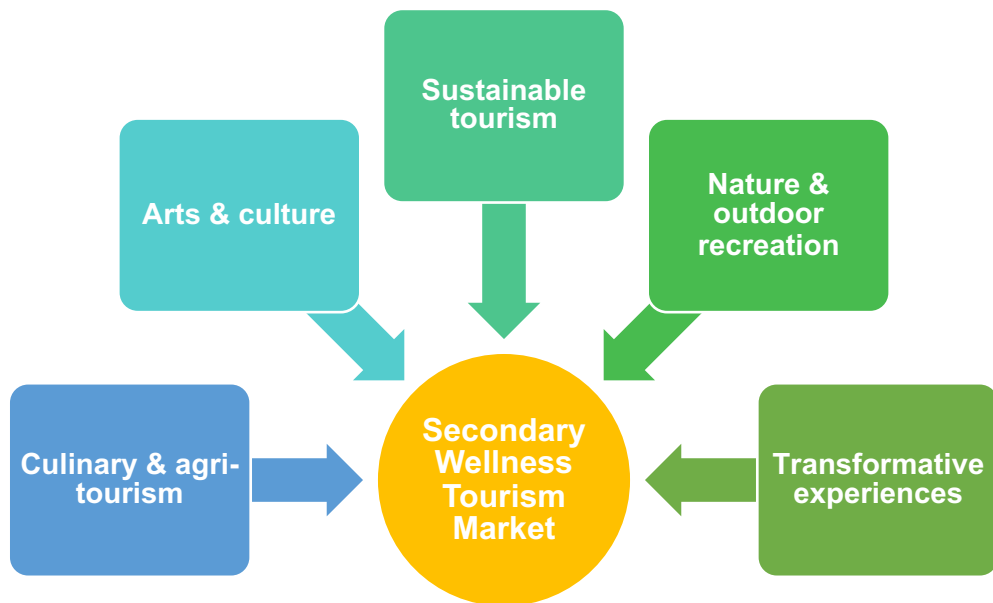 Sustainable
tourism
Arts & culture
Nature &
outdoor
recreation
Culinary & agri-
tourism
Secondary
Wellness
Tourism
Market
Transformative
experiences